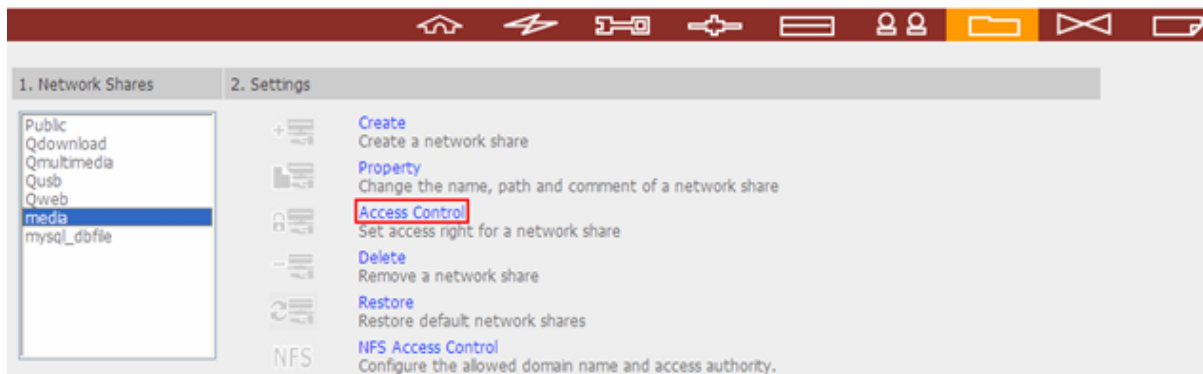 1. Network Shares
2. Settings
Public
Qdownload
Qmultimedia
Qusb
Qweb
media
mysql_dbfile
Create
Create a network share
Property
Change the name, path and comment of a network share
Access Control
Set access right for a network share
Delete
Remove a network share
Restore
Restore default network shares
NFS
NFS Access Control
Configure the allowed domain name and access authority.